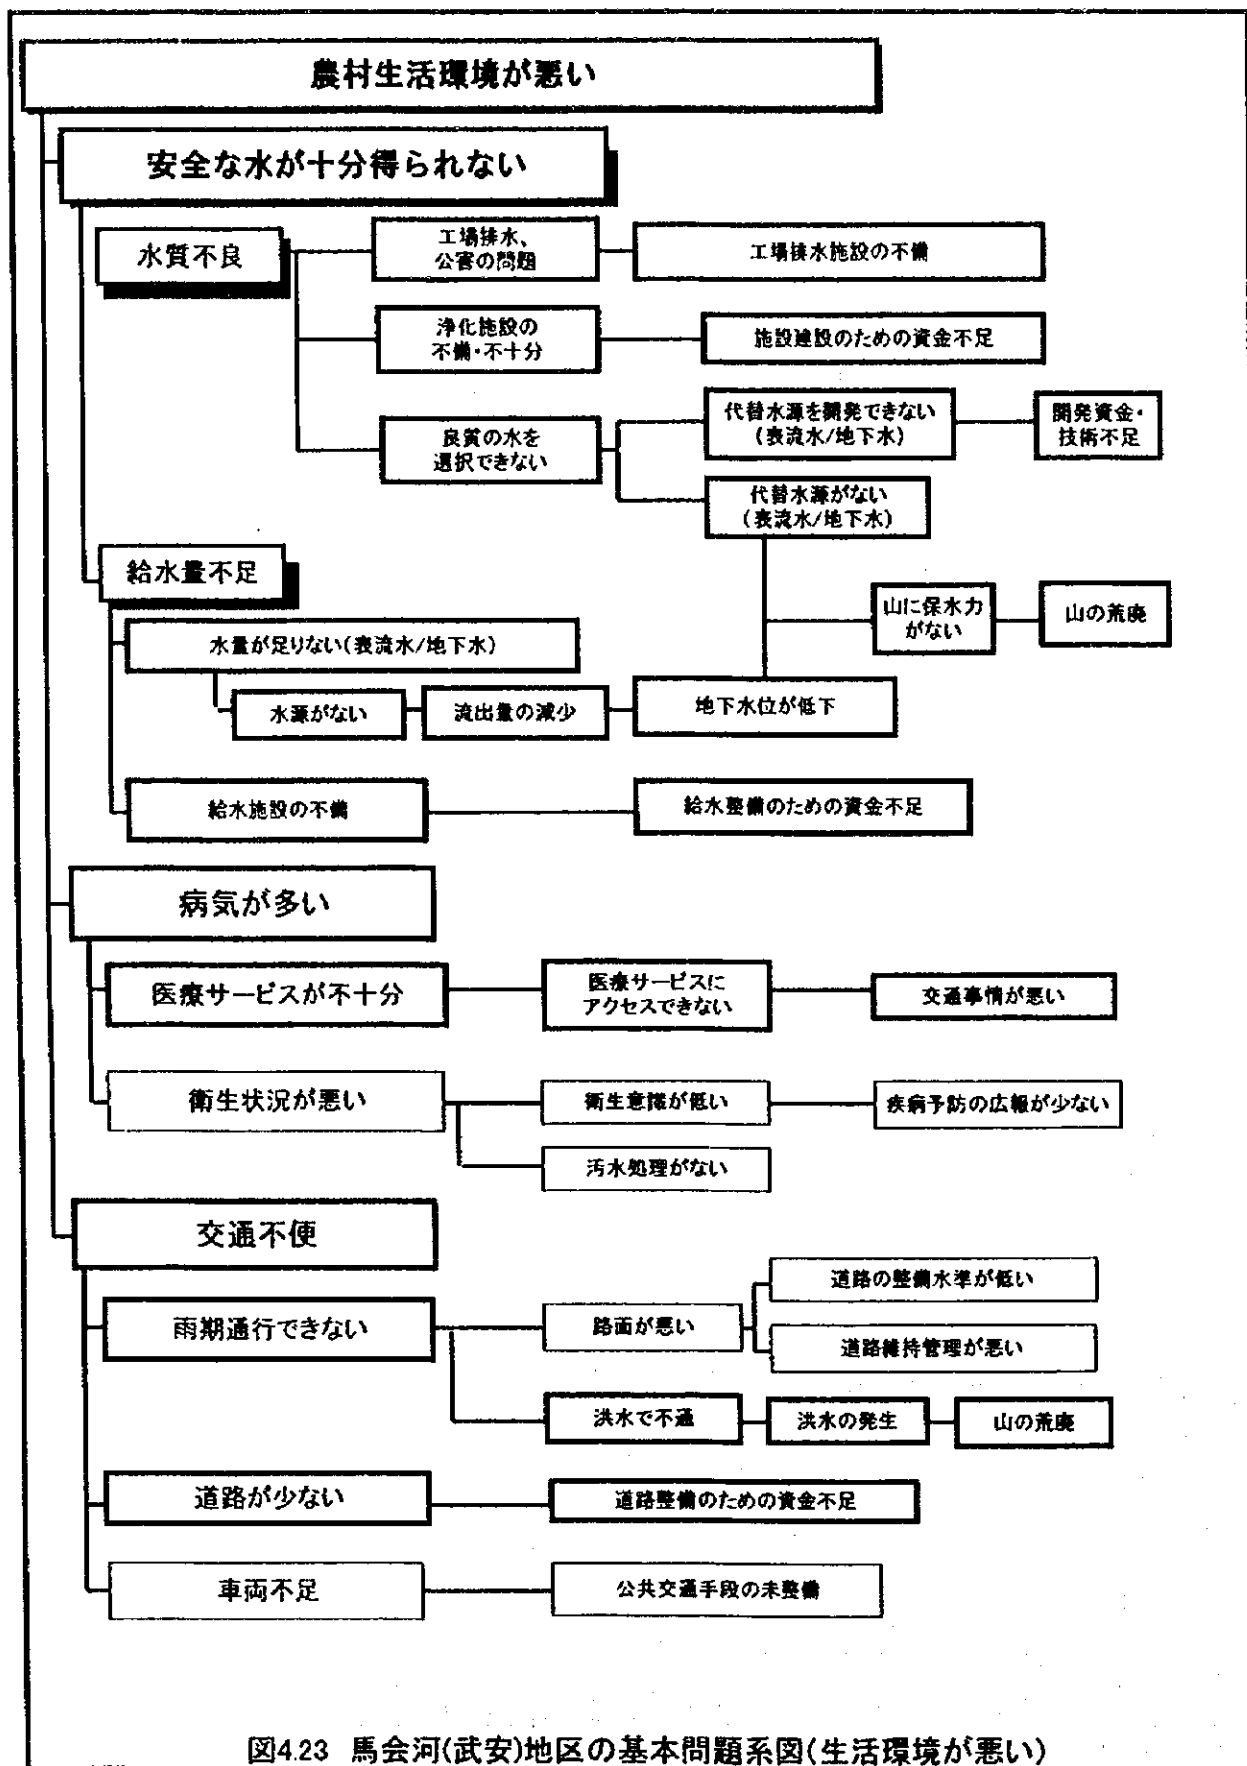 農村生活環境が悪い
安全な水が十分得られない
水質不良
工場排水、
公害の問題
工場排水施設の不備
浄化施設の
不備・不十分
施設建設のための資金不足
良質の水を
選択できない
代替水源を開発できない
(表流水/地下水)
開発資金・
技術不足
代替水源がない
(表流水/地下水)
給水量不足
山に保水力
がない
山の荒廃
水量が足りない(表流水/地下水)
水源がない
流出量の減少
地下水位が低下
給水施設の不備
給水整備のための資金不足
病気が多い
医療サービスが不十分
医療サービスに
アクセスできない
交通事情が悪い
衛生状況が悪い
衛生意識が低い
疾病予防の広報が少ない
汚水処理がない
交通不便
雨期通行できない
路面が悪い
道路の整備水準が低い
道路維持管理が悪い
洪水で不通
洪水の発生
山の荒廃
道路が少ない
道路整備のための資金不足
車両不足
公共交通手段の未整備
図4.23 馬会河(武安)地区の基本問題系図(生活環境が悪い)